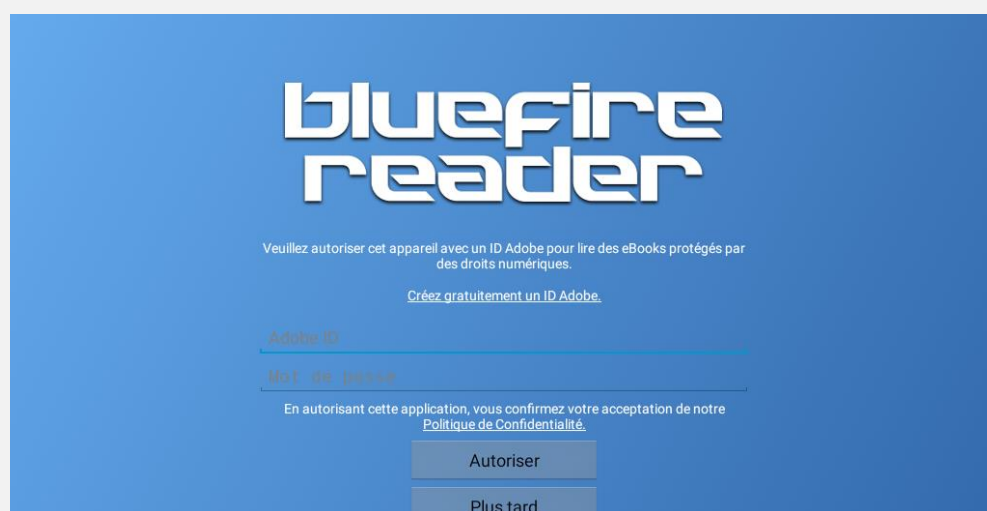 bluefire
reader
Veuillez autoriser cet appareil avec un ID Adobe pour lire des eBooks protégés par
des droits numériques.
Créez gratuitement un ID Adobe.
Adobe ID
Mot de passe
En autorisant cette application, vous confirmez votre acceptation de notre
Politique de Confidentialité.
Autoriser
Plus tard